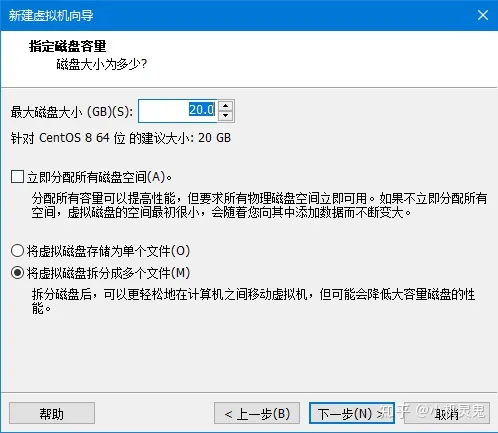 新建虚拟机向导
指定磁盘容量
磁盘大小为多少?
最大磁盘大小 (GB)(S): 20.0
针对 CentOS 8 64 位 的建议大小: 20 GB
立即分配所有磁盘空间(A)。
分配所有容量可以提高性能，但要求所有物理磁盘空间立即可用。如果不立即分配所有
空间，虚拟磁盘的空间最初很小，会随着您向其中添加数据而不断变大。
将虚拟磁盘存储为单个文件(O)
将虚拟磁盘拆分成多个文件(M)
拆分磁盘后，可以更轻松地在计算机之间移动虚拟机，但可能会降低大容量磁盘的性
能。
帮助 < 上一步(B) 下一步(N) > 取消
知乎